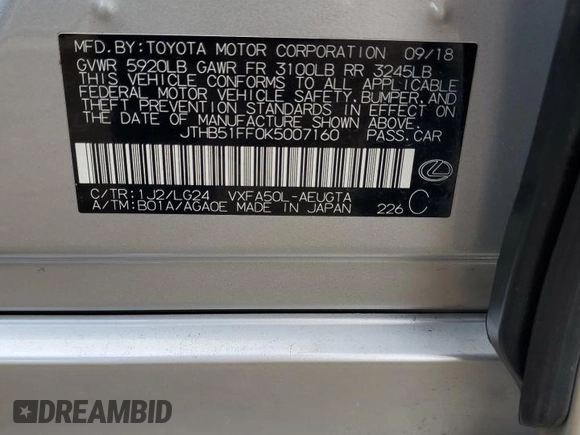 MFD. BY: TOYOTA MOTOR CORPORATION 09/18
GVWR 5920LB GAWR FR 3100LB RR 3245LB
THIS VEHICLE CONFORMS TO ALL APPLICABLE
FEDERAL MOTOR VEHICLE SAFETY, BUMPER, AND
THEFT PREVENTION STANDARDS IN EFFECT ON
THE DATE OF MANUFACTURE SHOWN ABOVE.
JTHB51FF0K5007160 PASS. CAR
C/TR: 1J2/LG24 VXFA50L-AEUGTA
A/TM: B01A/AGA0E MADE IN JAPAN 226 C
DREAMBID